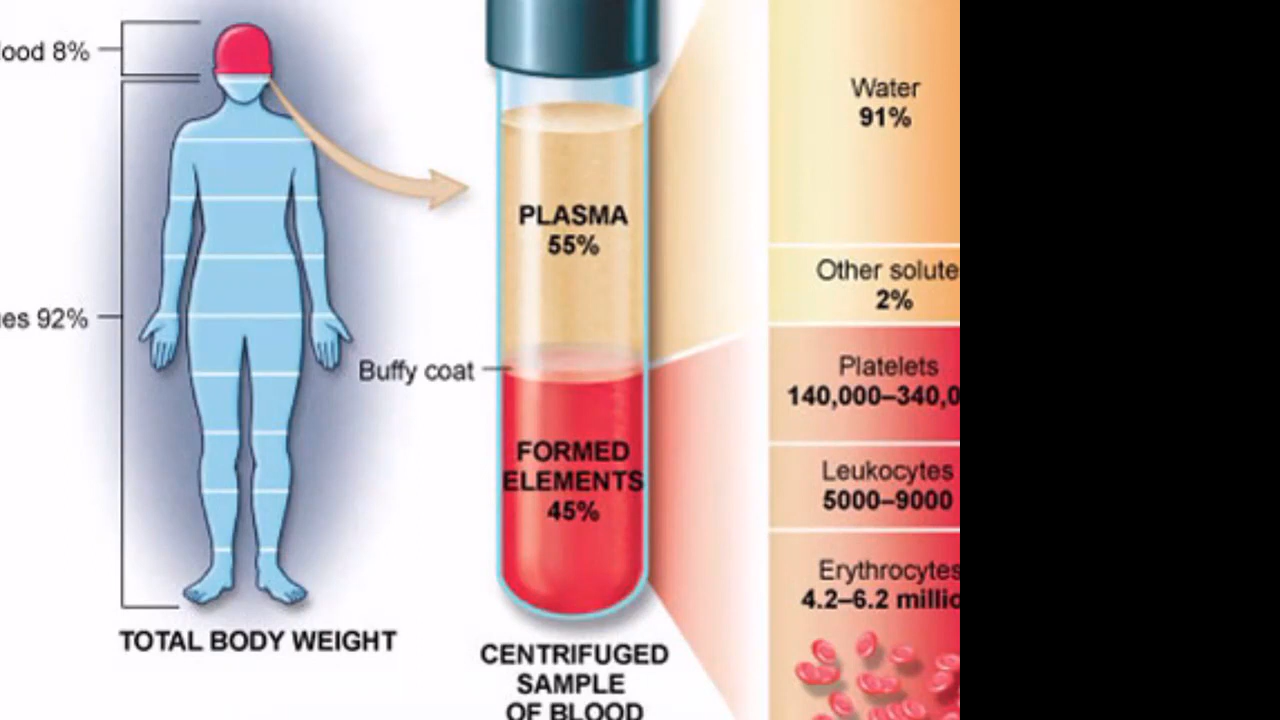 lood 8%
es 92%
TOTAL BODY WEIGHT
PLASMA
55%
Buffy coat
FORMED
ELEMENTS
45%
CENTRIFUGED
SAMPLE
OF BLOOD
Water
91%
Other solute
2%
Platelets
140,000–340,0
Leukocytes
5000–9000
Erythrocytes
4.2–6.2 millio